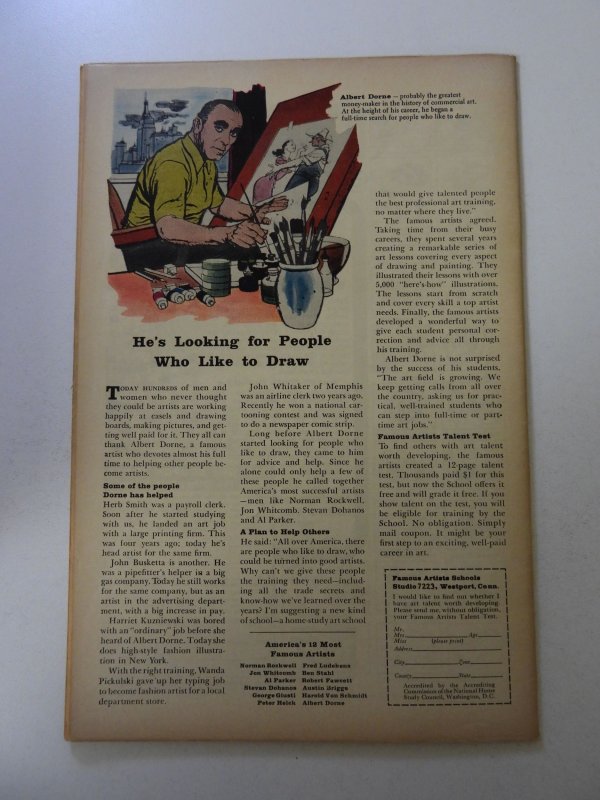 Albert Dorne – probably the greatest
money-maker in the history of commercial art.
At the height of his career, he began a
full-time search for people who like to draw.
He's Looking for People
Who Like to Draw
TODAY HUNDREDS of men and
women who never thought
they could be artists are working
happily at easels and drawing
boards, making pictures, and get-
ting well paid for it. They all can
thank Albert Dorne, a famous
artist who devotes almost his full
time to helping other people be-
come artists.
Some of the people
Dorne has helped
Herb Smith was a payroll clerk.
Soon after he started studying
with us, he landed an art job
with a large printing firm. This
was four years ago; today he's
head artist for the same firm.
John Busketta is another. He
was a pipefitter's helper in a big
gas company. Today he still works
for the same company, but as an
artist in the advertising depart-
ment, with a big increase in pay.
Harriet Kuzniewski was bored
with an "ordinary" job before she
heard of Albert Dorne. Today she
does high-style fashion illustra-
tion in New York.
With the right training, Wanda
Pickulski gave up her typing job
to become fashion artist for a local
department store.
John Whitaker of Memphis
was an airline clerk two years ago.
Recently he won a national car-
tooning contest and was signed
to do a newspaper comic strip.
Long before Albert Dorne
started looking for people who
like to draw, they came to him
for advice and help. Since he
alone could only help a few of
these people he called together
America's most successful artists
—men like Norman Rockwell,
Jon Whitcomb, Stevan Dohanos
and Al Parker.
A Plan to Help Others
He said: "All over America, there
are people who like to draw, who
could be turned into good artists.
Why can't we give these people
the training they need—includ-
ing all the trade secrets and
know-how we've learned over the
years? I'm suggesting a new kind
of school—a home-study art school
America's 12 Most
Famous Artists
Norman Rockwell Fred Ludekens
Jon Whitcomb Ben Stahl
Al Parker Robert Fawcett
Stevan Dohanos Austin Briggs
George Giusti Harold Von Schmidt
Peter Helck Albert Dorne
that would give talented people
the best professional art training,
no matter where they live."
The famous artists agreed.
Taking time from their busy
careers, they spent several years
creating a remarkable series of
art lessons covering every aspect
of drawing and painting. They
illustrated their lessons with over
5,000 "here's-how" illustrations.
The lessons start from scratch
and cover every skill a top artist
needs. Finally, the famous artists
developed a wonderful way to
give each student personal cor-
rection and advice all through
his training.
Albert Dorne is not surprised
by the success of his students.
"The art field is growing. We
keep getting calls from all over
the country, asking us for prac-
tical, well-trained students who
can step into full-time or part-
time art jobs."
Famous Artists Talent Test
To find others with art talent
worth developing, the famous
artists created a 12-page talent
test. Thousands paid $1 for this
test, but now the School offers it
free and will grade it free. If you
show talent on the test, you will
be eligible for training by the
School. No obligation. Simply
mail coupon. It might be your
first step to an exciting, well-paid
career in art.
Famous Artists Schools
Studio 7223, Westport, Conn.
I would like to find out whether I
have art talent worth developing.
Please send me, without obligation,
your Famous Artists Talent Test.
Mr.
Mrs. Age
Miss (please print)
Address
City Zone
County State
Accredited by the Accrediting
Commission of the National Home
Study Council, Washington, D.C.